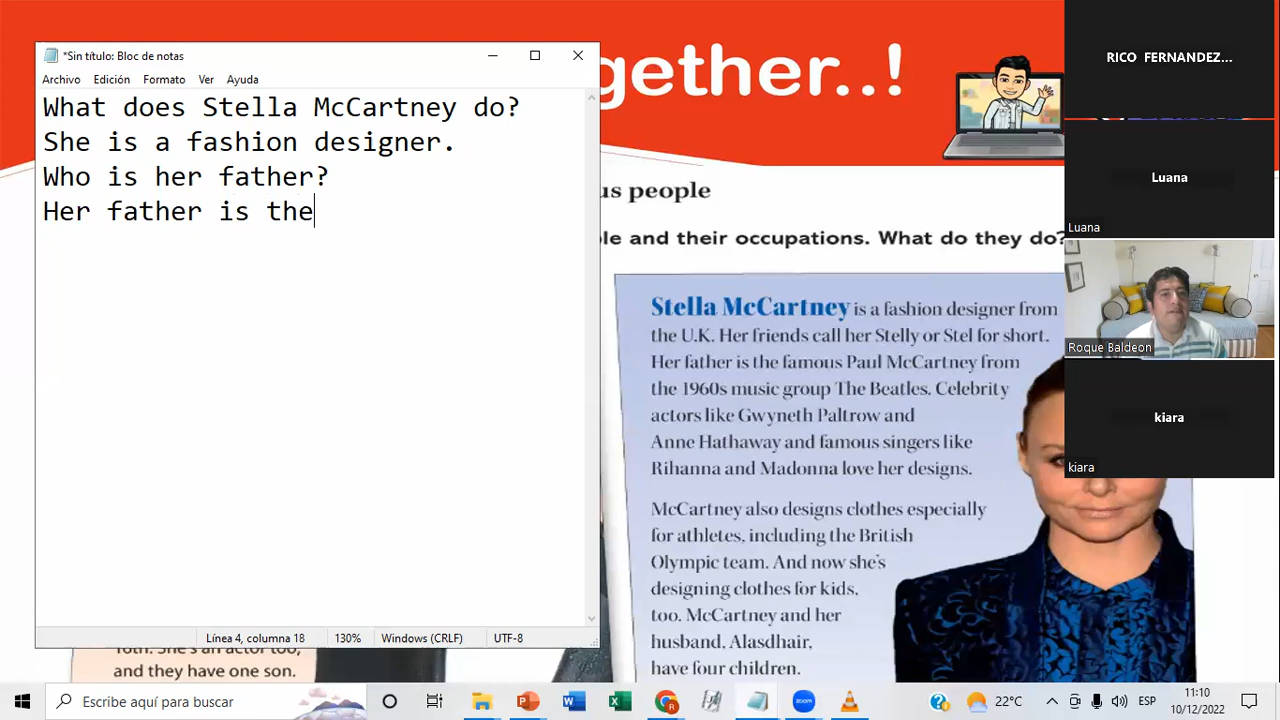 gether..!
*Sin título: Bloc de notas
Archivo Edición Formato Ver Ayuda
What does Stella McCartney do?
She is a fashion designer.
Who is her father?
Her father is the
Línea 4, columna 18 130% Windows (CRLF) UTF-8
us people
le and their occupations. What do they do?
Stella McCartney is a fashion designer from
the U.K. Her friends call her Stelly or Stel for short.
Her father is the famous Paul McCartney from
the 1960s music group The Beatles. Celebrity
actors like Gwyneth Paltrow and
Anne Hathaway and famous singers like
Rihanna and Madonna love her designs.
McCartney also designs clothes especially
for athletes, including the British
Olympic team. And now she's
designing clothes for kids,
too. McCartney and her
husband, Alasdhair,
have four children.
She's an actor too,
and they have one son.
RICO FERNANDEZ...
Luana
Luana
Roque Baldeon
kiara
kiara
Escribe aquí para buscar
22°C
ESP
11:10
10/12/2022